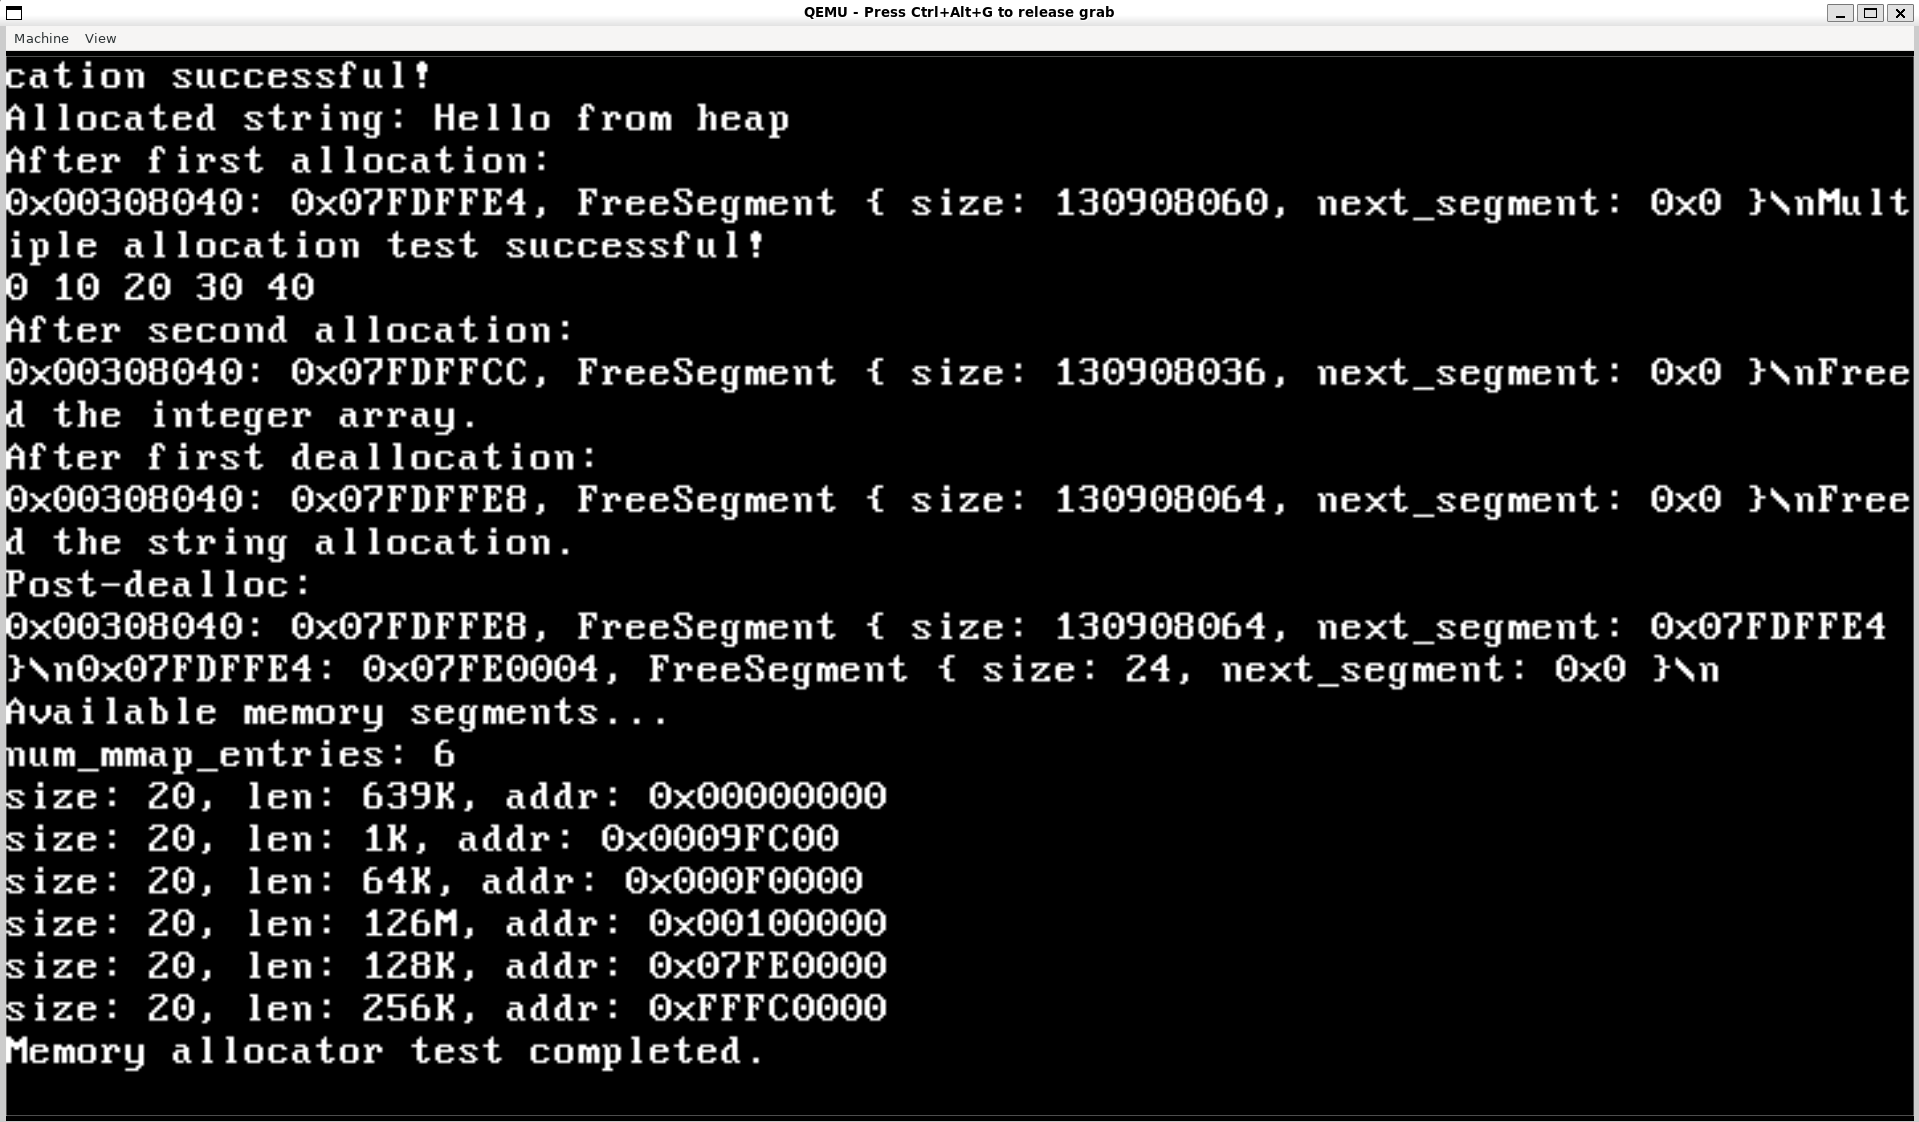 QEMU - Press Ctrl+Alt+G to release grab
Machine View
cation successful!
Allocated string: Hello from heap
After first allocation:
0x00308040: 0x07FDFFE4, FreeSegment { size: 130908060, next_segment: 0x0 }\nMult
iple allocation test successful!
0 10 20 30 40
After second allocation:
0x00308040: 0x07FDFFCC, FreeSegment { size: 130908036, next_segment: 0x0 }\nFree
d the integer array.
After first deallocation:
0x00308040: 0x07FDFFE8, FreeSegment { size: 130908064, next_segment: 0x0 }\nFree
d the string allocation.
Post-dealloc:
0x00308040: 0x07FDFFE8, FreeSegment { size: 130908064, next_segment: 0x07FDFFE4
}\n0x07FDFFE4: 0x07FE0004, FreeSegment { size: 24, next_segment: 0x0 }\n
Available memory segments...
num_mmap_entries: 6
size: 20, len: 639K, addr: 0x00000000
size: 20, len: 1K, addr: 0x0009FC00
size: 20, len: 64K, addr: 0x000F0000
size: 20, len: 126M, addr: 0x00100000
size: 20, len: 128K, addr: 0x07FE0000
size: 20, len: 256K, addr: 0xFFFC0000
Memory allocator test completed.